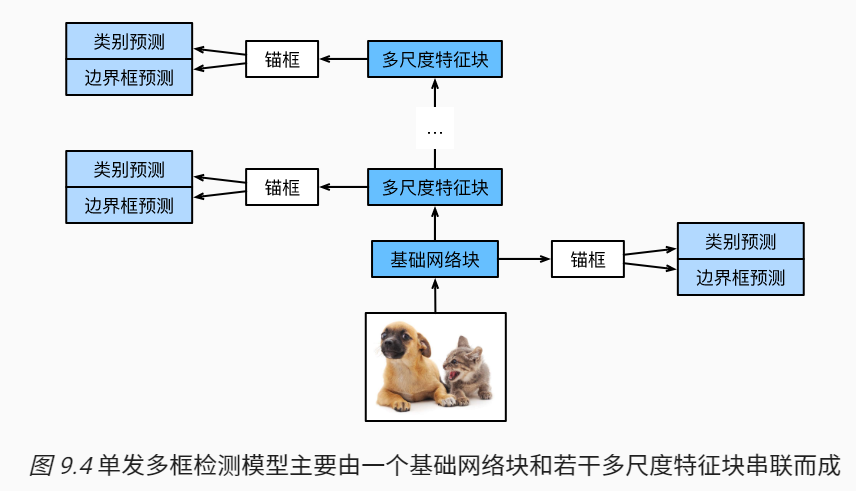 类别预测
边界框预测
锚框
多尺度特征块
...
类别预测
边界框预测
锚框
多尺度特征块
基础网络块
锚框
类别预测
边界框预测
图 9.4 单发多框检测模型主要由一个基础网络块和若干多尺度特征块串联而成